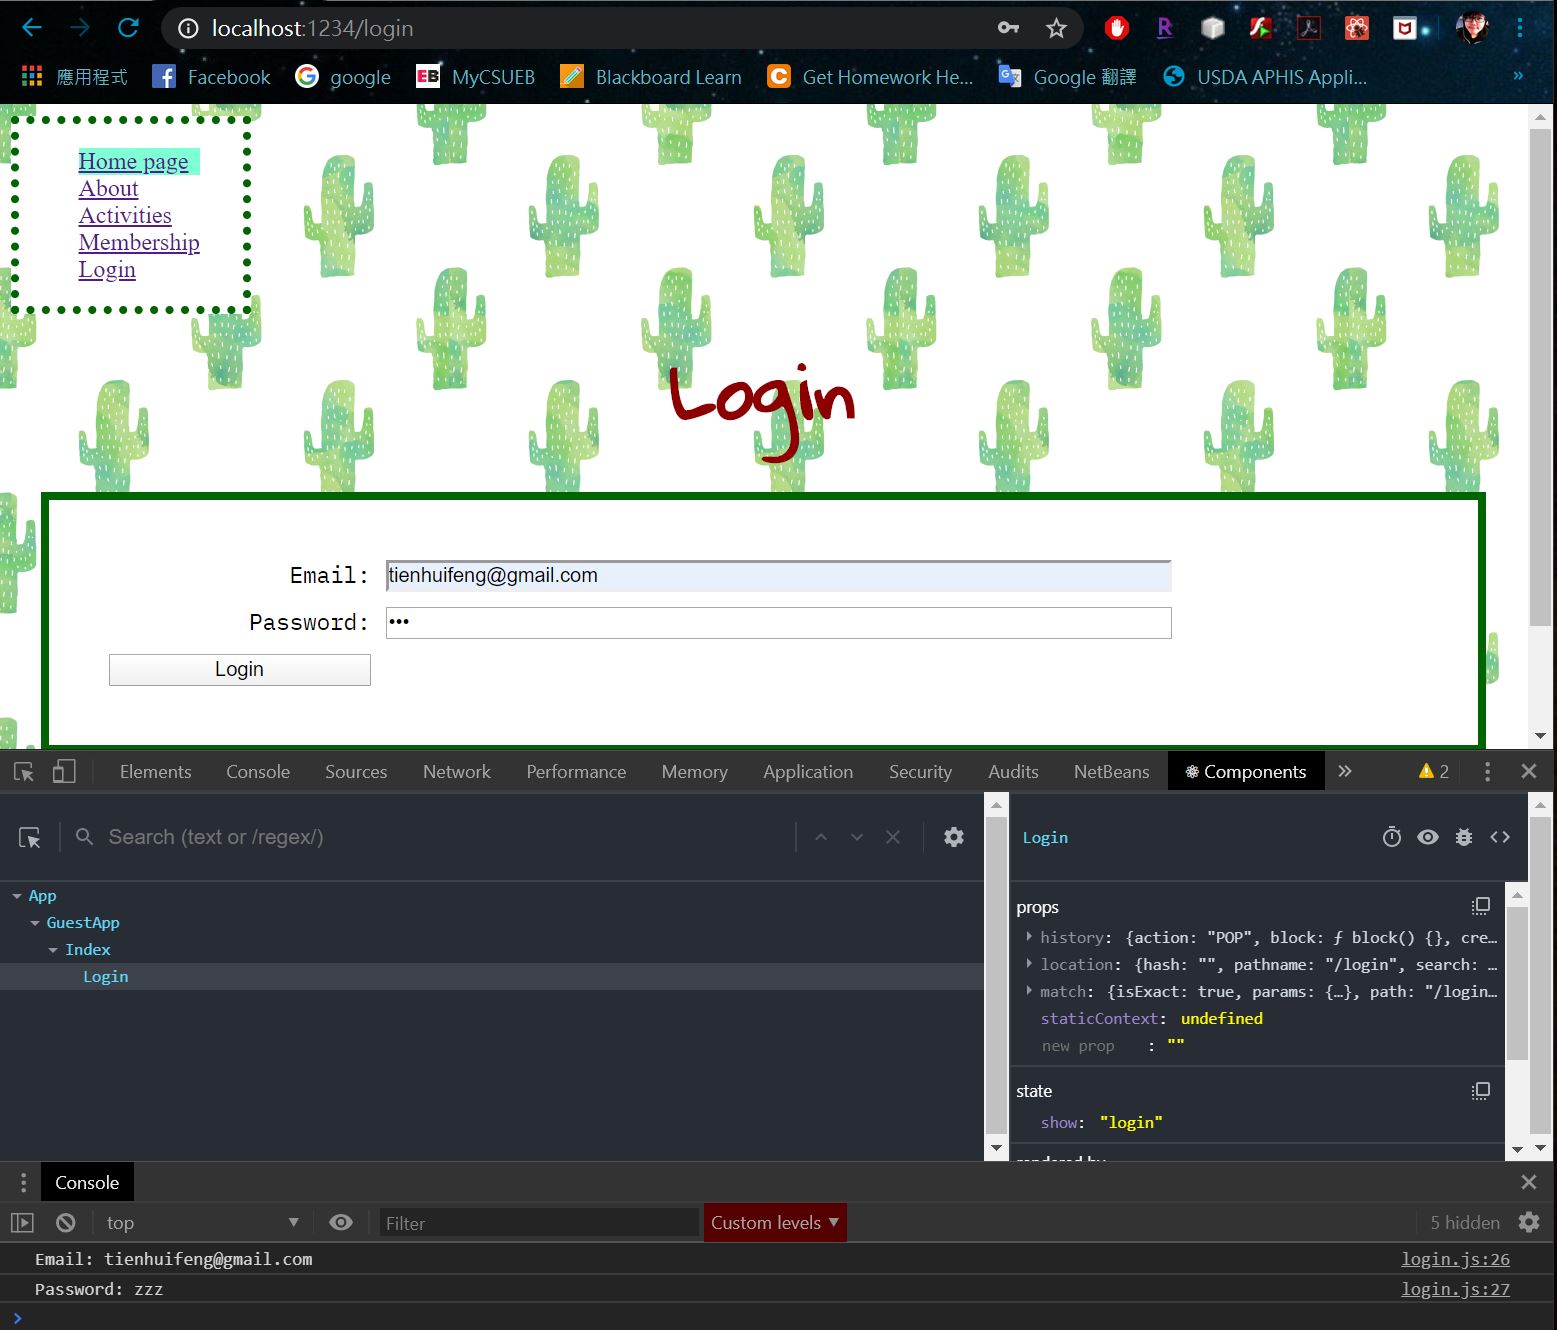 localhost:1234/login
應用程式 Facebook google MyCSUEB Blackboard Learn Get Homework He... Google 翻譯 USDA APHIS Appli... »
Home page
About
Activities
Membership
Login
Login
Email: tienhuifeng@gmail.com
Password: •••
Login
Elements Console Sources Network Performance Memory Application Security Audits NetBeans Components » 2
Search (text or /regex/)
Login
App
GuestApp
Index
Login
props
history: {action: "POP", block: ƒ block() {}, cre…
location: {hash: "", pathname: "/login", search: …
match: {isExact: true, params: {…}, path: "/login…
staticContext: undefined
new prop : ""
state
show: "login"
Console
top Filter Custom levels 5 hidden
Email: tienhuifeng@gmail.com login.js:26
Password: zzz login.js:27